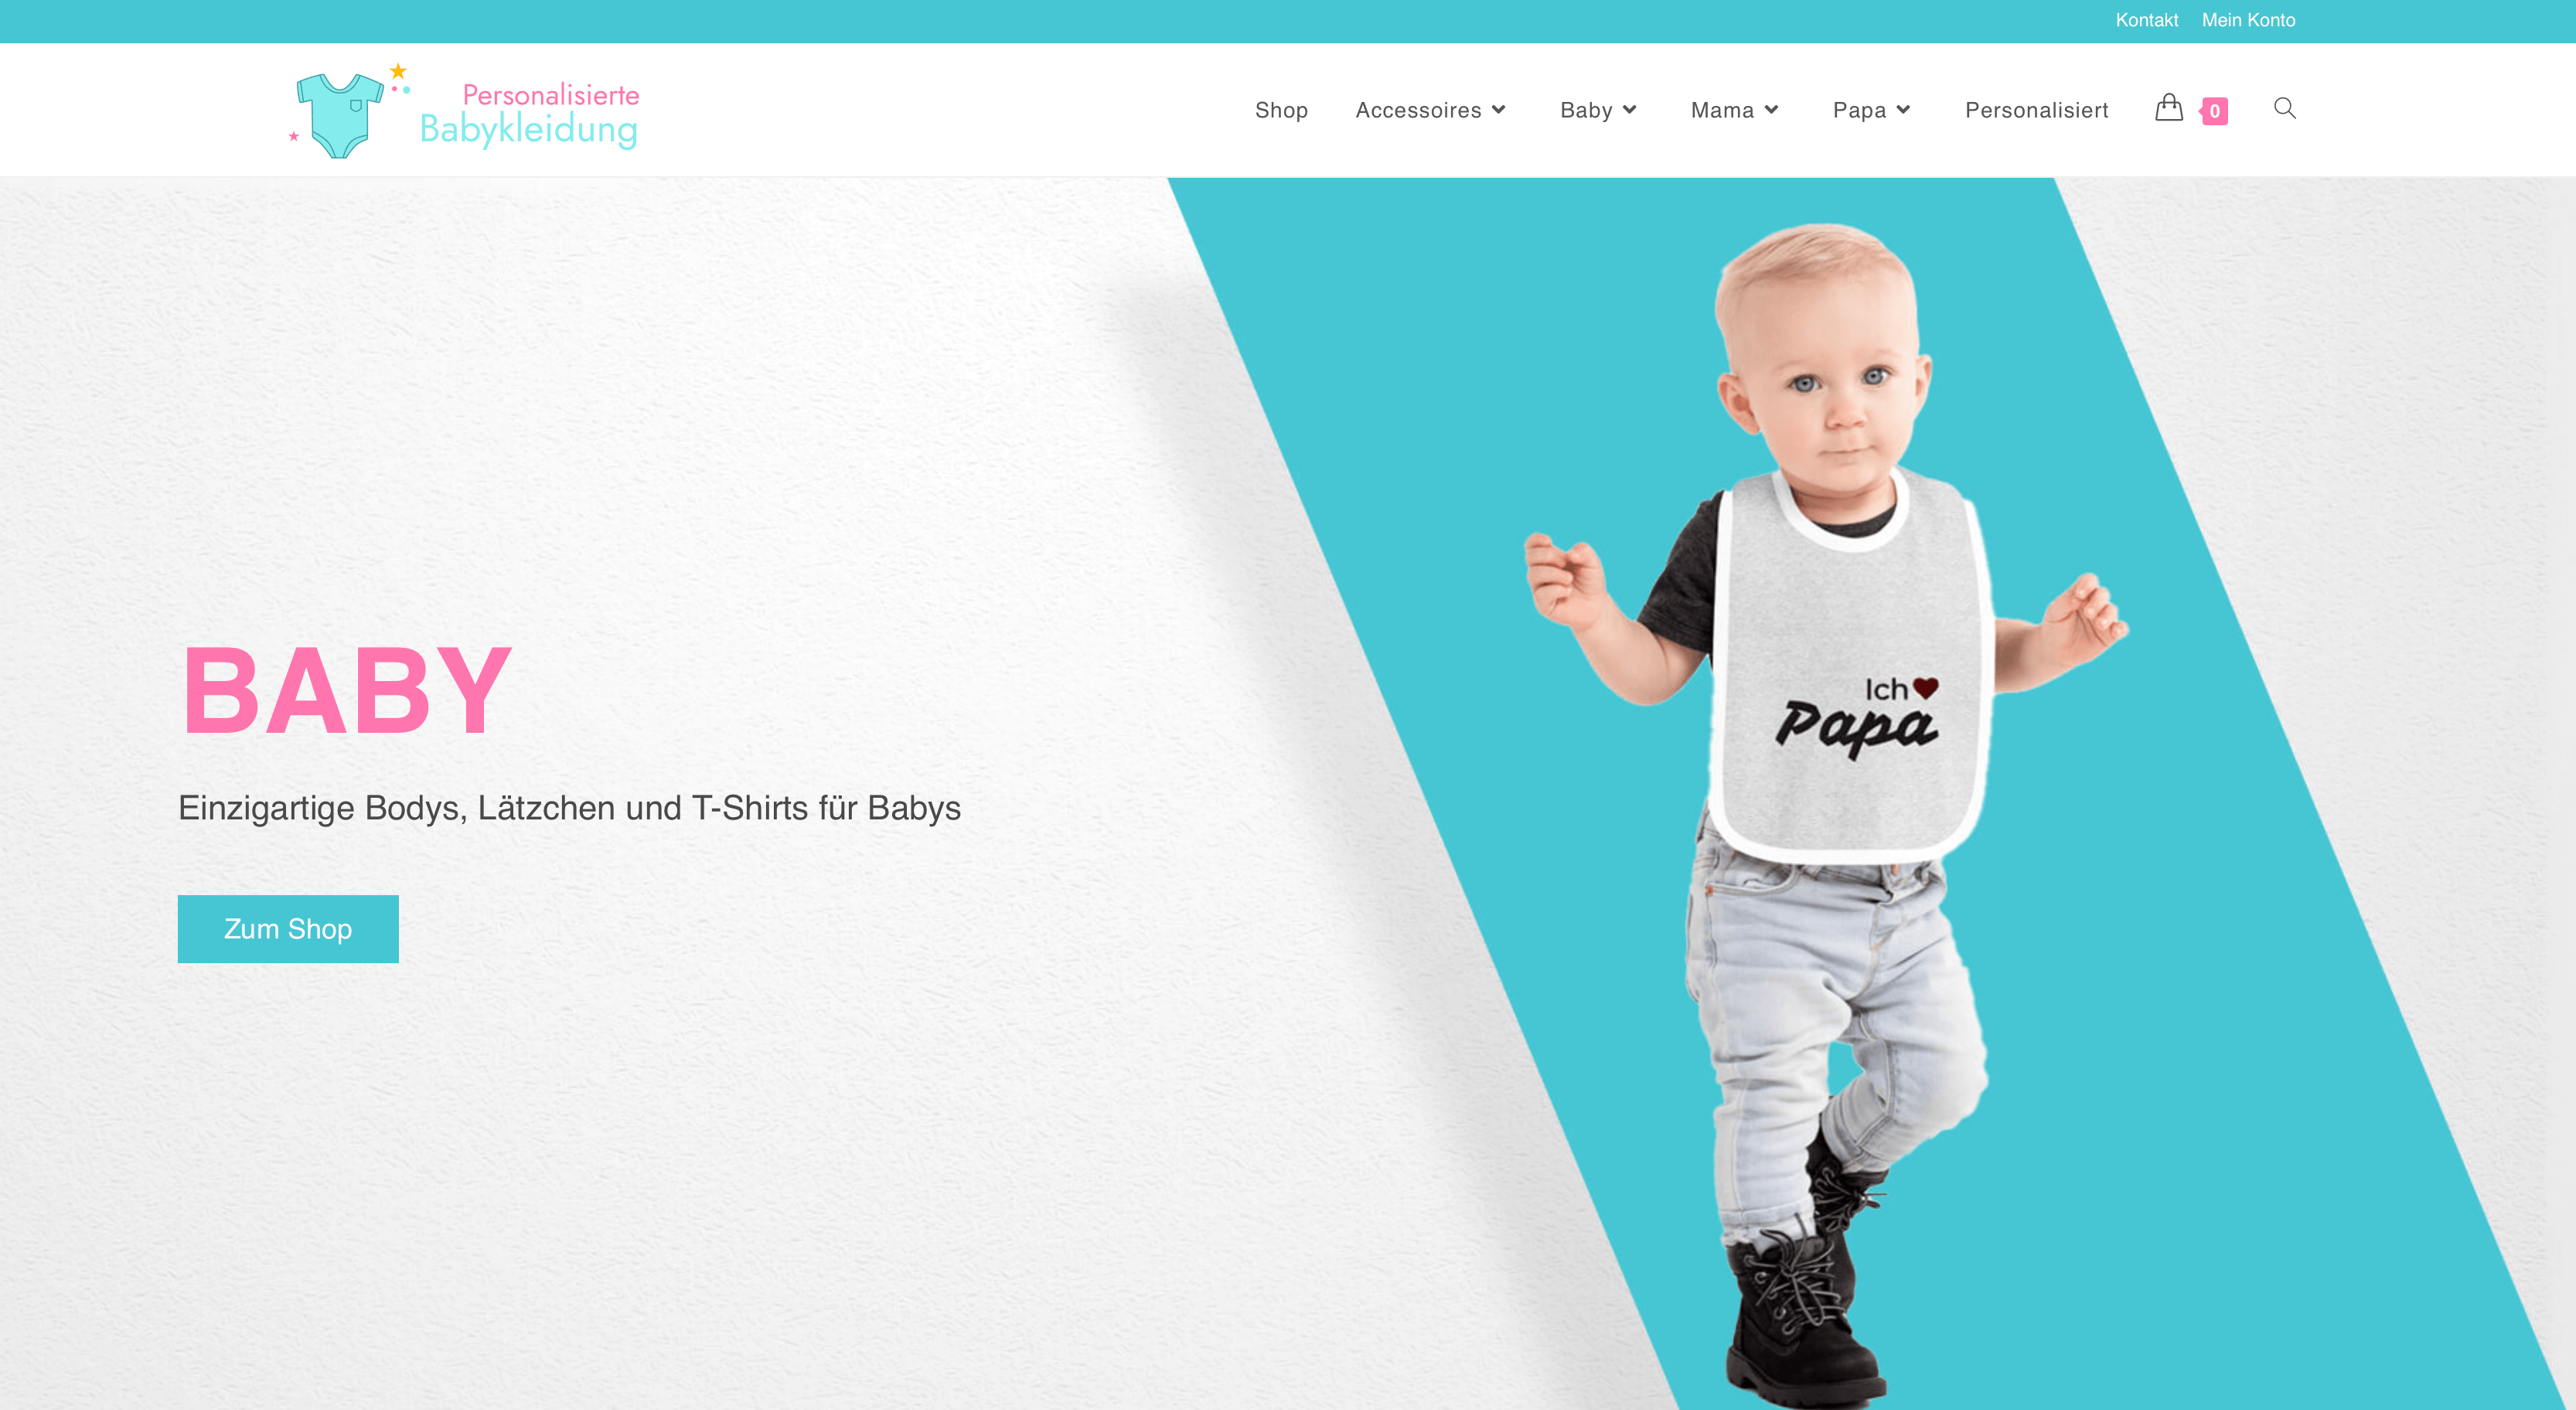 Kontakt Mein Konto
Personalisierte
Babykleidung
Shop Accessoires Baby Mama Papa Personalisiert 0
Ich
Papa
BABY
Einzigartige Bodys, Lätzchen und T-Shirts für Babys
Zum Shop